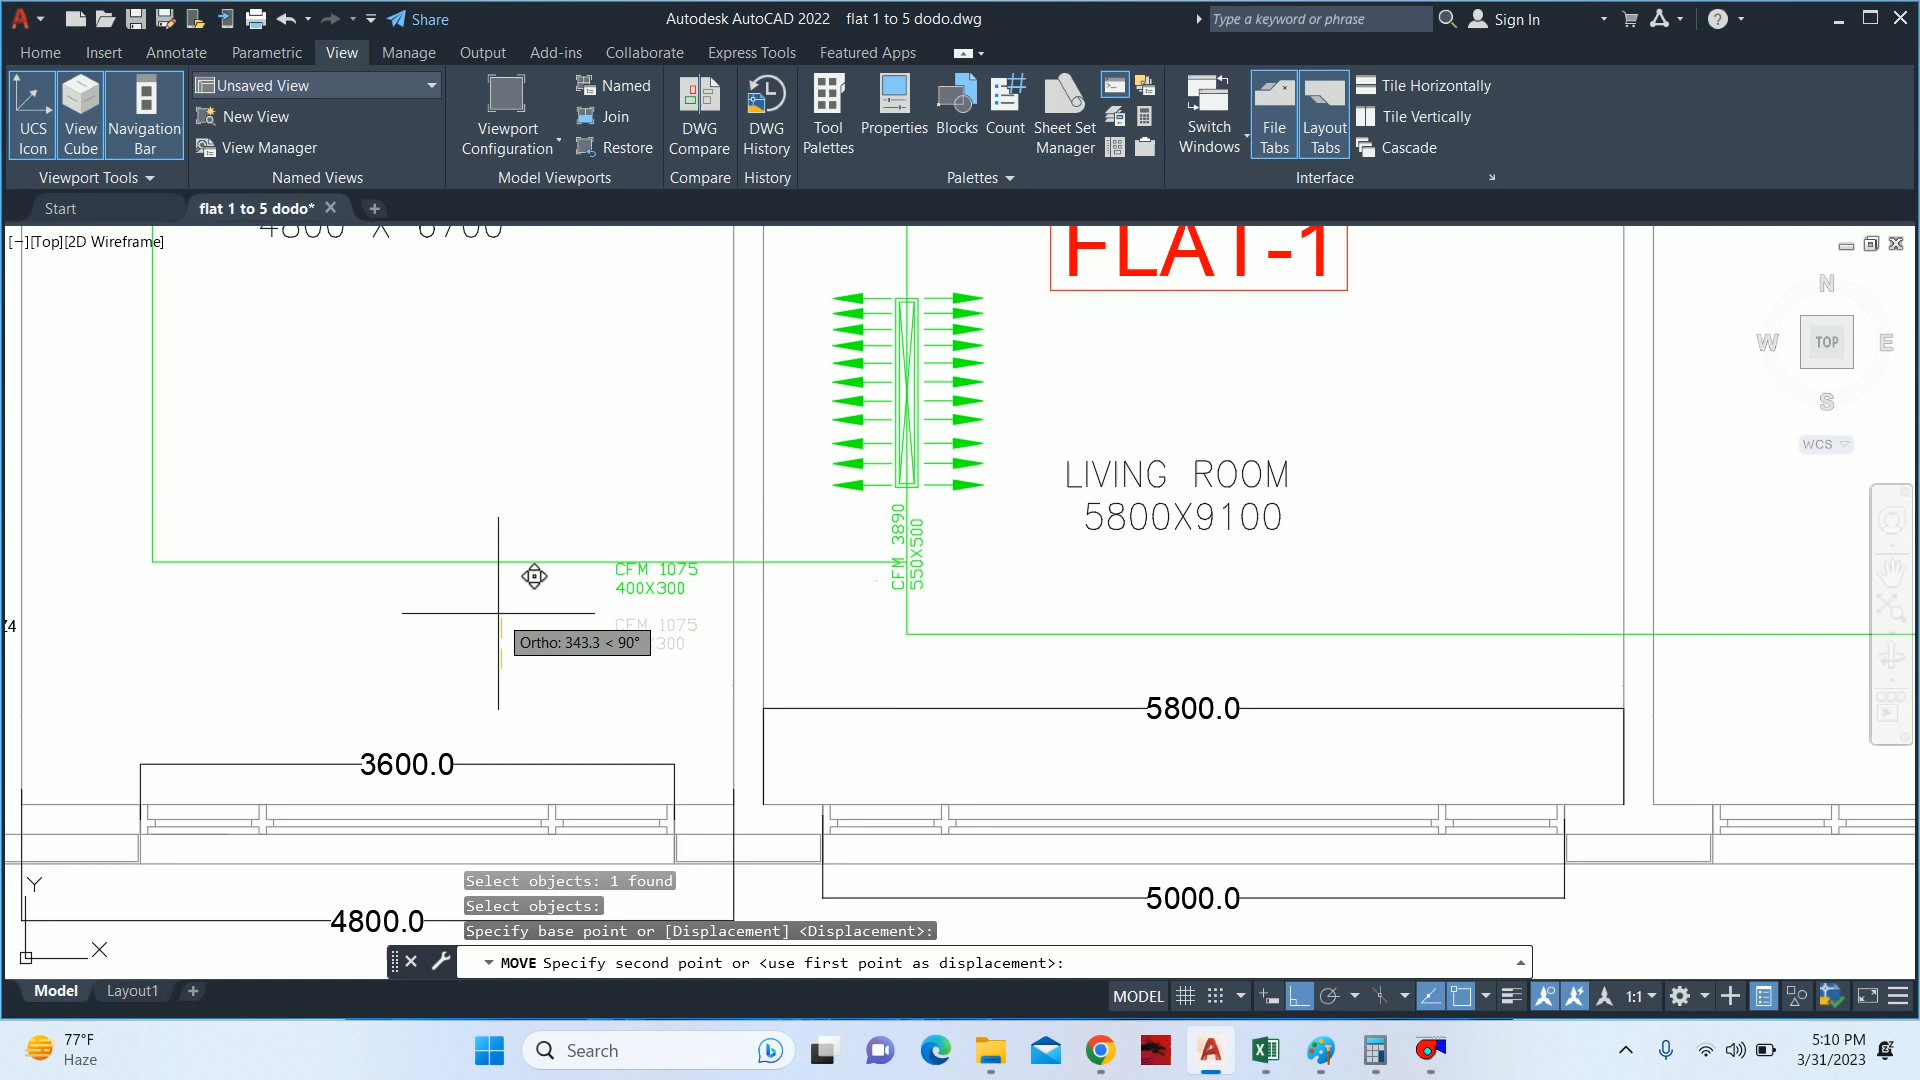 Share
Autodesk AutoCAD 2022 flat 1 to 5 dodo.dwg
Type a keyword or phrase
Sign In
Home Insert Annotate Parametric View Manage Output Add-ins Collaborate Express Tools Featured Apps
UCS Icon
View Cube
Navigation Bar
Unsaved View
New View
View Manager
Viewport Configuration
Named
Join
Restore
DWG Compare
DWG History
Tool Palettes
Properties
Blocks
Count
Sheet Set Manager
Switch Windows
File Tabs
Layout Tabs
Tile Horizontally
Tile Vertically
Cascade
Viewport Tools
Named Views
Model Viewports
Compare
History
Palettes
Interface
Start
flat 1 to 5 dodo*
[−][Top][2D Wireframe]
4800 X 6700
FLAT-1
N
W TOP E
S
WCS
LIVING ROOM
5800X9100
CFM 3890
550X500
CFM 1075
400X300
CFM 1075
Ortho: 343.3 < 90°
5800.0
3600.0
5000.0
4800.0
Y
X
Select objects: 1 found
Select objects:
Specify base point or [Displacement] <Displacement>:
MOVE Specify second point or <use first point as displacement>:
Model
Layout1
MODEL
1:1
77°F
Haze
Search
5:10 PM
3/31/2023